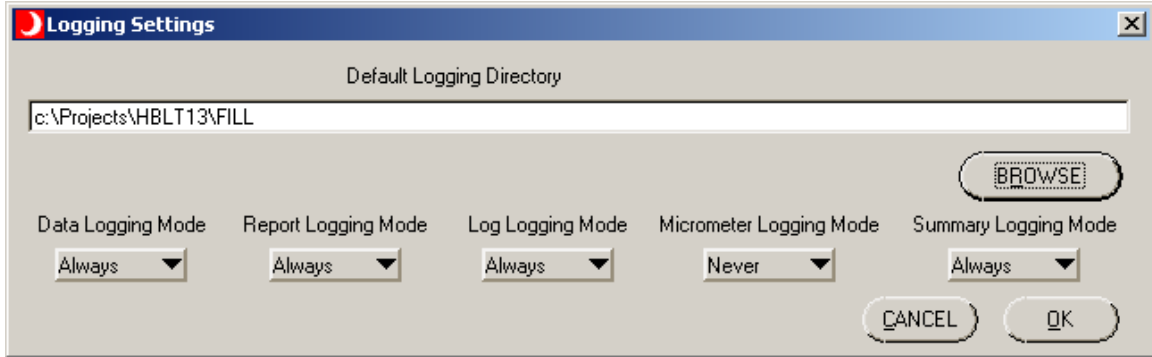 Logging Settings
Default Logging Directory
c:\Projects\HBLT13\FILL
BROWSE
Data Logging Mode Report Logging Mode Log Logging Mode Micrometer Logging Mode Summary Logging Mode
Always Always Always Never Always
CANCEL OK